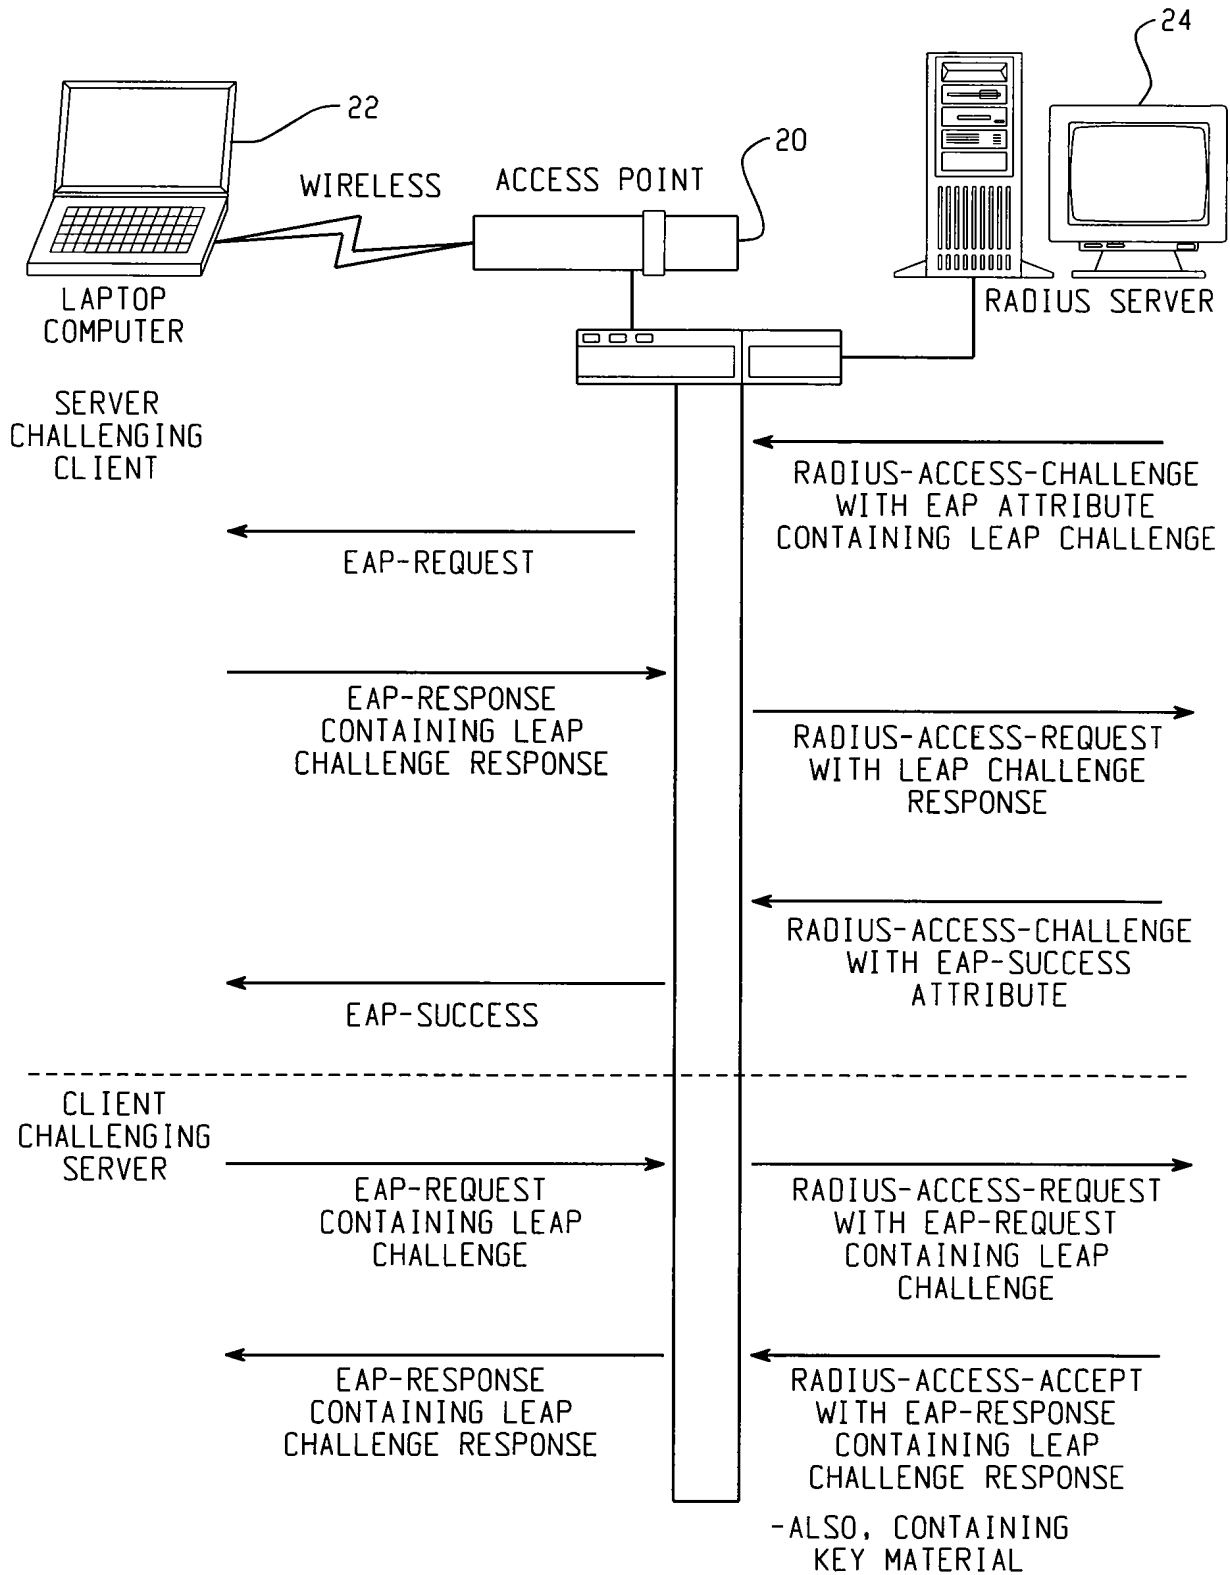 24
22
20
WIRELESS
ACCESS POINT
LAPTOP
COMPUTER
RADIUS SERVER
SERVER
CHALLENGING
CLIENT
RADIUS-ACCESS-CHALLENGE
WITH EAP ATTRIBUTE
CONTAINING LEAP CHALLENGE
EAP-REQUEST
EAP-RESPONSE
CONTAINING LEAP
CHALLENGE RESPONSE
RADIUS-ACCESS-REQUEST
WITH LEAP CHALLENGE
RESPONSE
RADIUS-ACCESS-CHALLENGE
WITH EAP-SUCCESS
ATTRIBUTE
EAP-SUCCESS
CLIENT
CHALLENGING
SERVER
EAP-REQUEST
CONTAINING LEAP
CHALLENGE
RADIUS-ACCESS-REQUEST
WITH EAP-REQUEST
CONTAINING LEAP
CHALLENGE
EAP-RESPONSE
CONTAINING LEAP
CHALLENGE RESPONSE
RADIUS-ACCESS-ACCEPT
WITH EAP-RESPONSE
CONTAINING LEAP
CHALLENGE RESPONSE
-ALSO, CONTAINING
KEY MATERIAL